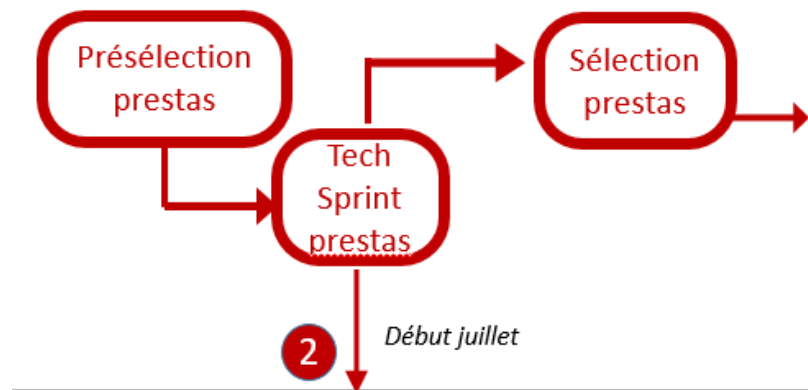 Présélection
prestas
Tech
Sprint
prestas
Sélection
prestas
2
Début juillet